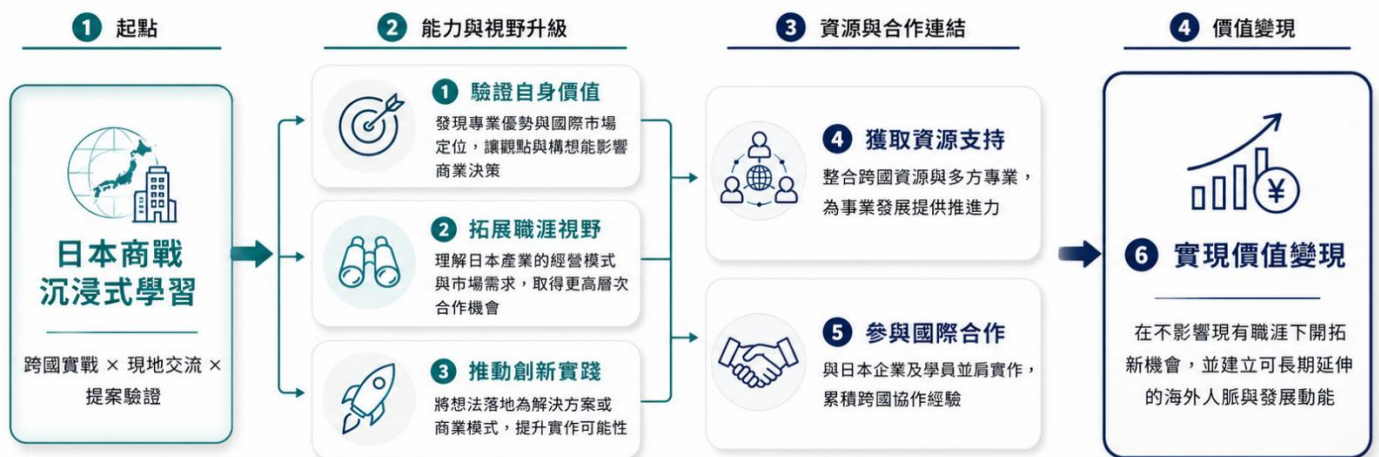 1 起點
2 能力與視野升級
3 資源與合作連結
4 價值變現
日本商戰
沉浸式學習
跨國實戰 × 現地交流 ×
提案驗證
1 驗證自身價值
發現專業優勢與國際市場
定位，讓觀點與構想能影響
商業決策
2 拓展職涯視野
理解日本產業的經營模式
與市場需求，取得更高層次
合作機會
3 推動創新實踐
將想法落地為解決方案或
商業模式，提升實作可能性
4 獲取資源支持
整合跨國資源與多方專業，
為事業發展提供推進力
5 參與國際合作
與日本企業及學員並肩實作，
累積跨國協作經驗
¥
6 實現價值變現
在不影響現有職涯下開拓
新機會，並建立可長期延伸
的海外人脈與發展動能